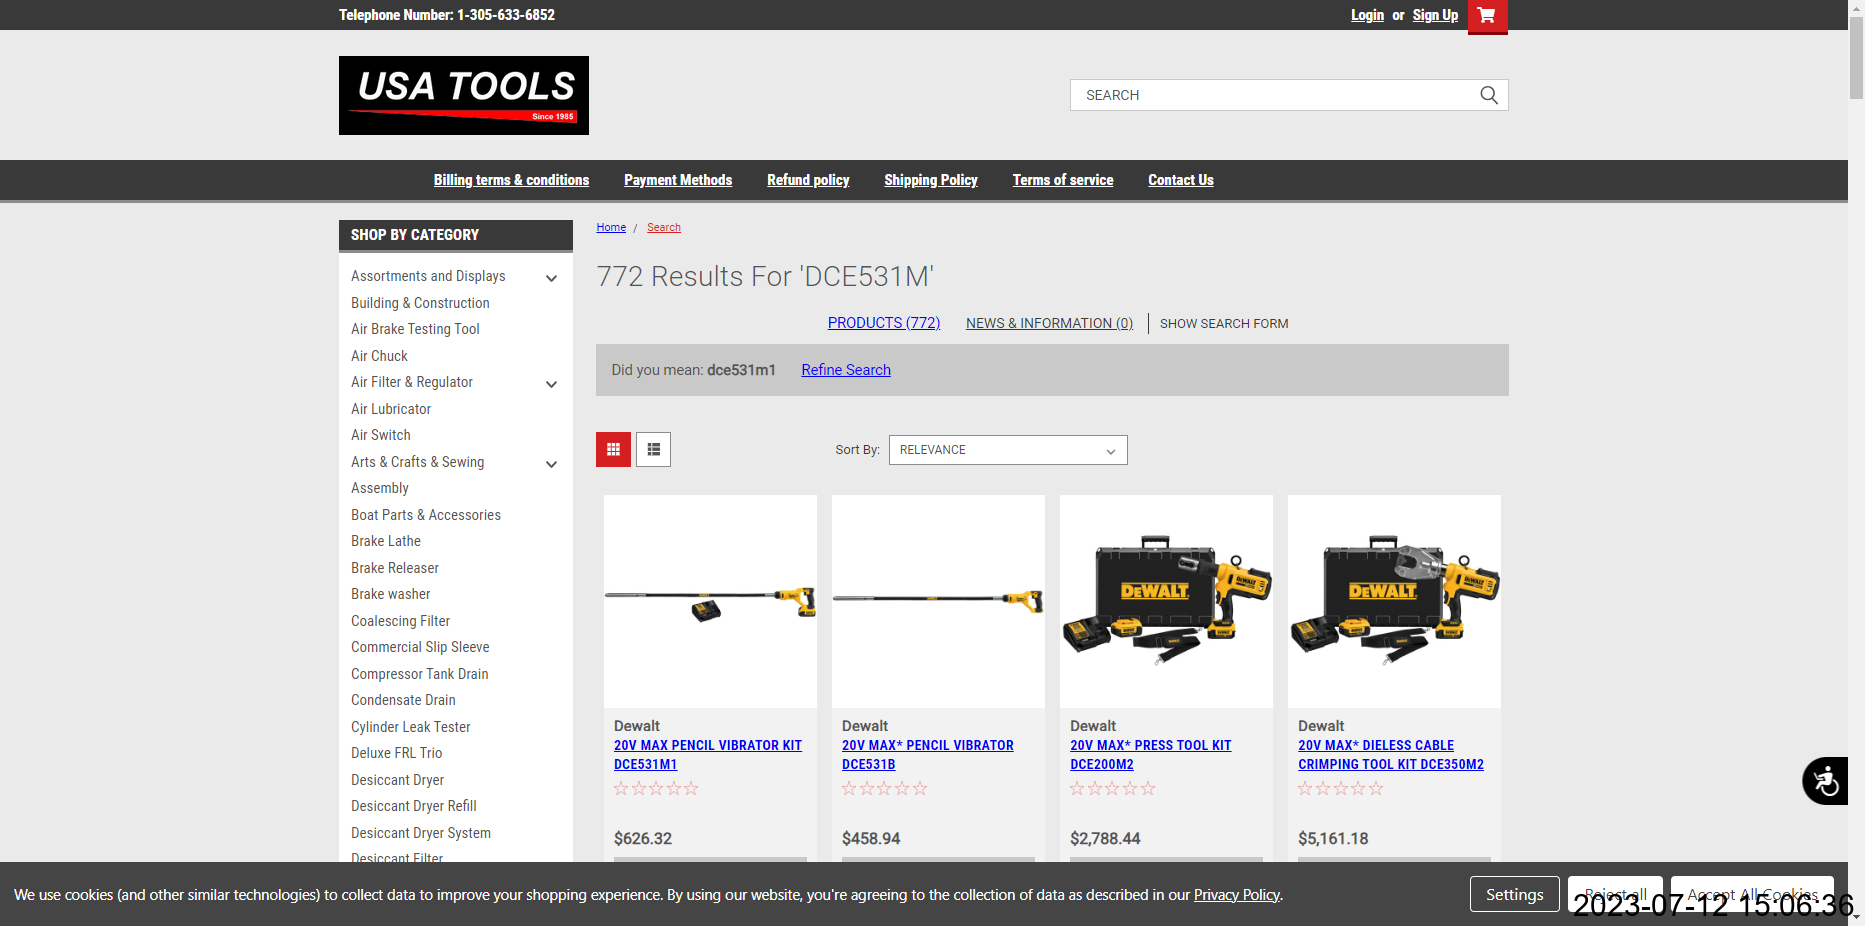 Telephone Number: 1-305-633-6852
Login or Sign Up
USA TOOLS
Since 1985
SEARCH
Billing terms & conditions
Payment Methods
Refund policy
Shipping Policy
Terms of service
Contact Us
SHOP BY CATEGORY
Assortments and Displays
Building & Construction
Air Brake Testing Tool
Air Chuck
Air Filter & Regulator
Air Lubricator
Air Switch
Arts & Crafts & Sewing
Assembly
Boat Parts & Accessories
Brake Lathe
Brake Releaser
Brake washer
Coalescing Filter
Commercial Slip Sleeve
Compressor Tank Drain
Condensate Drain
Cylinder Leak Tester
Deluxe FRL Trio
Desiccant Dryer
Desiccant Dryer Refill
Desiccant Dryer System
Desiccant Filter
Home / Search
772 Results For 'DCE531M'
PRODUCTS (772)
NEWS & INFORMATION (0)
SHOW SEARCH FORM
Did you mean: dce531m1 Refine Search
Sort By: RELEVANCE
DEWALT
DEWALT
Dewalt
20V MAX PENCIL VIBRATOR KIT
DCE531M1
$626.32
Dewalt
20V MAX* PENCIL VIBRATOR
DCE531B
$458.94
Dewalt
20V MAX* PRESS TOOL KIT
DCE200M2
$2,788.44
Dewalt
20V MAX* DIELESS CABLE
CRIMPING TOOL KIT DCE350M2
$5,161.18
We use cookies (and other similar technologies) to collect data to improve your shopping experience. By using our website, you're agreeing to the collection of data as described in our Privacy Policy.
Settings
Reject all
Accept All Cookies
2023-07-12 15:06:36